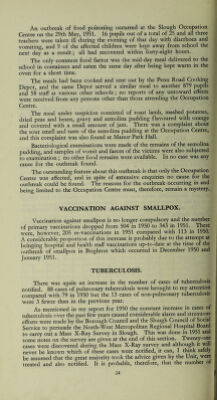 An outbreak of food poisoning occurred at the Slough Occupation
Centre on the 29th May, 1951. 16 pupils out of a total of 25 and all three
teachers were taken ill during the evening of that day with diarrhoea and
vomiting, and 9 of the affected children were kept away from school the
next day as a result; all had recovered within forty-eight hours.
The only common food factor was the mid-day meal delivered to the
school in containers and eaten the same day after being kept warm in the
oven for a short time.
The meals had been cooked and sent out by the Penn Road Cooking
Depot, and the same Depot served a similar meal to another 879 pupils
and 58 staff at various other schools; no reports of any untoward effects
were received from any persons other than those attending the Occupation
Centre.
The meal under suspicion consisted of roast lamb, mashed potatoes,
dried peas and beans, gravy and semolina pudding flavoured with orange
and covered with a small amount of jam. There was a complaint about
the sour smell and taste of the semolina pudding at the Occupation Centre,
and this complaint was also found at Manor Park Hall.
Bacteriological examinations were made of the remains of the semolina
pudding, and samples of vomit and faeces of the victims were also subjected
to examination; no other food remains were available. In no case was any
cause for the outbreak found.
The outstanding feature about this outbreak is that only the Occupation
Centre was affected, and in spite of extensive enquiries no cause for the
outbreak could be found. The reasons for the outbreak occurring in and
being limited to the Occupation Centre must, therefore, remain a mystery.
VACCINATION AGAINST SMALLPOX.
Vaccination against smallpox is no longer compulsory and the number
of primary vaccinations dropped from 504 in 1950 to 343 in 1951. There
were, however, 205 re-vaccinations in 1951 compared with 113 in 1950.
A considerable proportion of this increase is probably due to the attempt at
bringing hospital and health staff vaccinations up-to-date at the time of the
outbreak of smallpox in Brighton which occurred in December 1950 and
January 1951.
TUBERCULOSIS.
There was again an increase in the number of cases of tuberculosis
notified. 88 cases of pulmonary tuberculosis were brought to my attention
compared with 79 in 1950 but the 13 cases of non-pulmonary tuberculosis
were 3 fewer than in the previous year.
As mentioned in my report for 1950 the constant increase in cases of
tuberculosis over the past few years caused considerable alarm and strenuous
efforts were made by the Borough Council and the Slough Council of Social
Service to persuade the North-West Metropolitan Regional Hospital Board
to carry out a Mass X-Ray Survey in Slough. This was done in 1951 and
some notes on the survey are given at the end of this section. Twenty-one
cases were discovered during the Mass X-Ray survey and although it will
never be known which of these cases were notified, it can, I think safely
be assumed that the great majority took the advice given by the Unit, were
treated and also notified. It is probable, therefore, that the number of
24